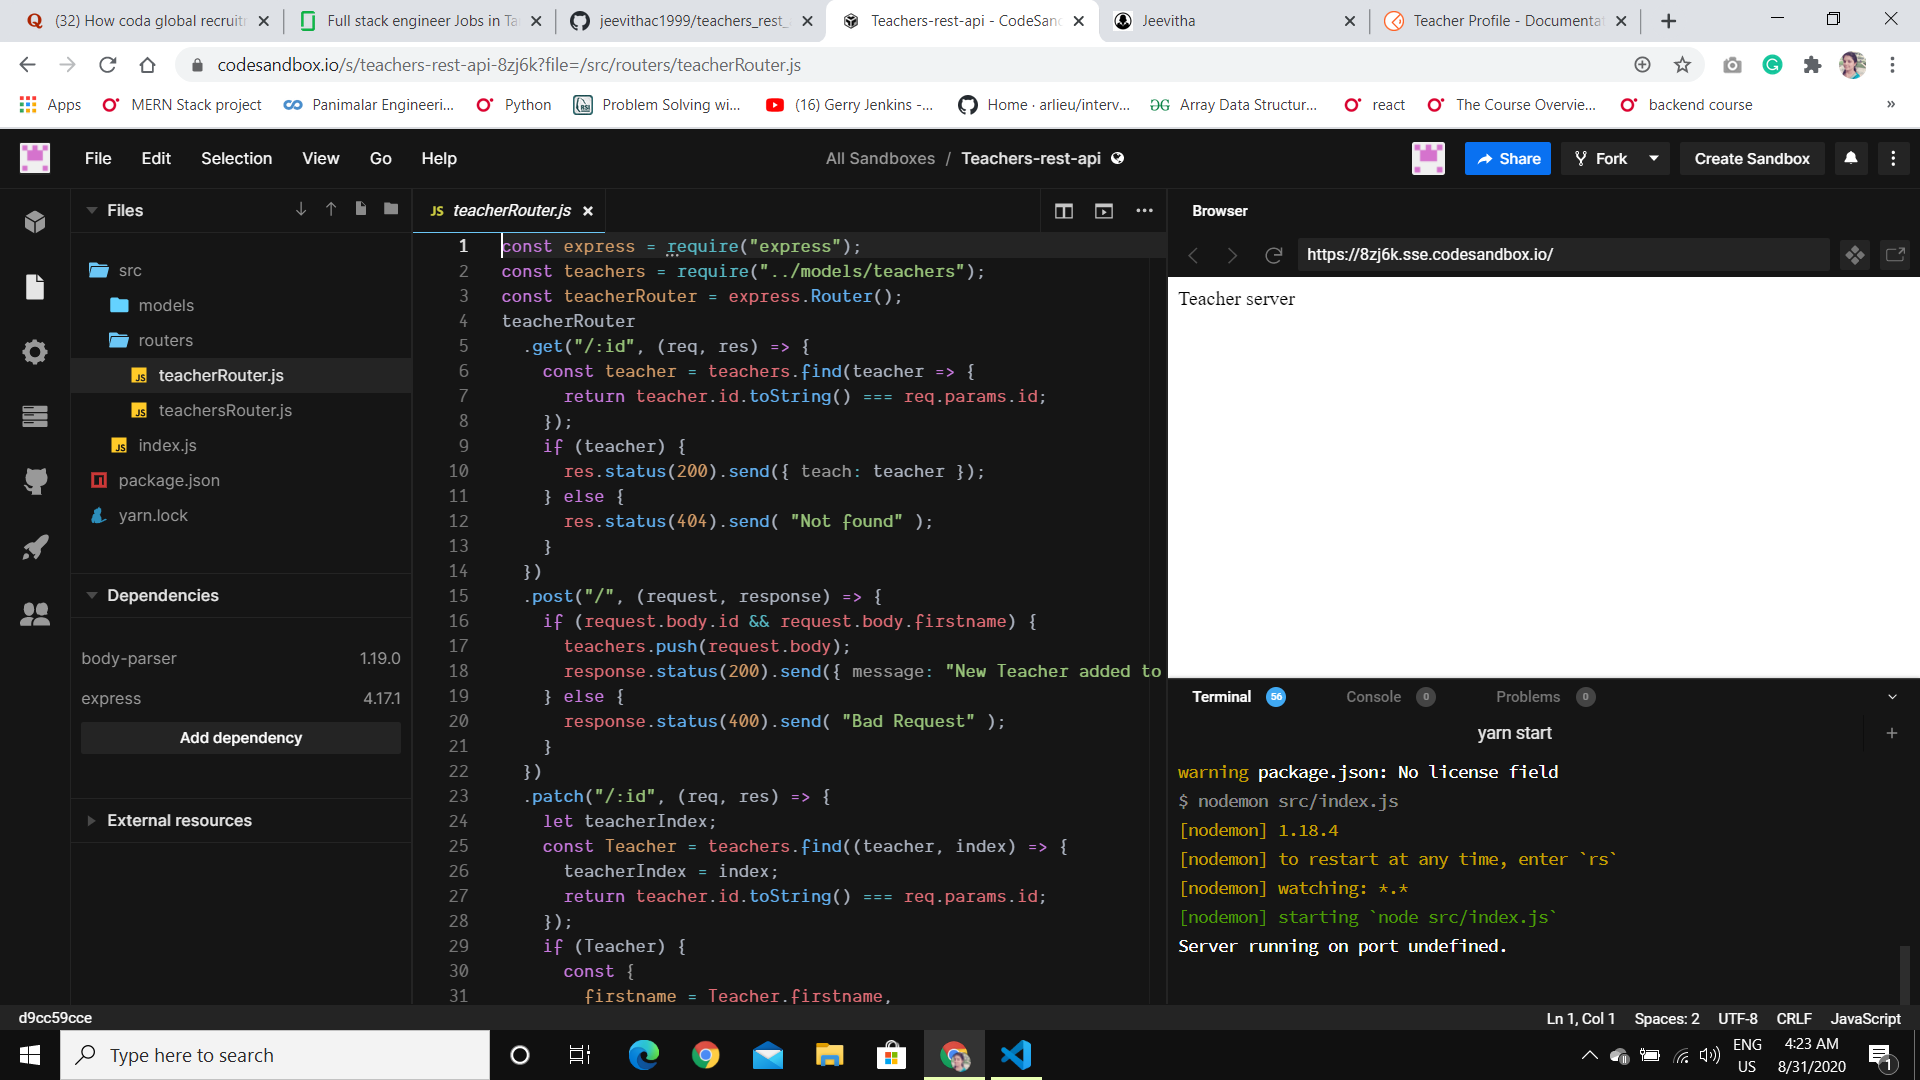 (32) How coda global recruitm
Full stack engineer Jobs in Ta
jeevithac1999/teachers_rest_
Teachers-rest-api - CodeSand
Jeevitha
Teacher Profile - Documentat
codesandbox.io/s/teachers-rest-api-8zj6k?file=/src/routers/teacherRouter.js
Apps
MERN Stack project
Panimalar Engineeri...
Python
Problem Solving wi...
(16) Gerry Jenkins -...
Home · arlieu/interv...
Array Data Structur...
react
The Course Overvie...
backend course
»
File
Edit
Selection
View
Go
Help
All Sandboxes / Teachers-rest-api
Share
Fork
Create Sandbox
Files
src
models
routers
JS teacherRouter.js
JS teachersRouter.js
JS index.js
package.json
yarn.lock
Dependencies
body-parser 1.19.0
express 4.17.1
Add dependency
External resources
JS teacherRouter.js
1 const express = require("express");
2 const teachers = require("../models/teachers");
3 const teacherRouter = express.Router();
4 teacherRouter
5 .get("/:id", (req, res) => {
6 const teacher = teachers.find(teacher => {
7 return teacher.id.toString() === req.params.id;
8 });
9 if (teacher) {
10 res.status(200).send({ teach: teacher });
11 } else {
12 res.status(404).send( "Not found" );
13 }
14 })
15 .post("/", (request, response) => {
16 if (request.body.id && request.body.firstname) {
17 teachers.push(request.body);
18 response.status(200).send({ message: "New Teacher added to
19 } else {
20 response.status(400).send( "Bad Request" );
21 }
22 })
23 .patch("/:id", (req, res) => {
24 let teacherIndex;
25 const Teacher = teachers.find((teacher, index) => {
26 teacherIndex = index;
27 return teacher.id.toString() === req.params.id;
28 });
29 if (Teacher) {
30 const {
31 firstname = Teacher.firstname,
Browser
https://8zj6k.sse.codesandbox.io/
Teacher server
Terminal 56
Console 0
Problems 0
yarn start
warning package.json: No license field
$ nodemon src/index.js
[nodemon] 1.18.4
[nodemon] to restart at any time, enter `rs`
[nodemon] watching: *.*
[nodemon] starting `node src/index.js`
Server running on port undefined.
d9cc59cce
Ln 1, Col 1
Spaces: 2
UTF-8
CRLF
JavaScript
Type here to search
ENG
US
4:23 AM
8/31/2020
1